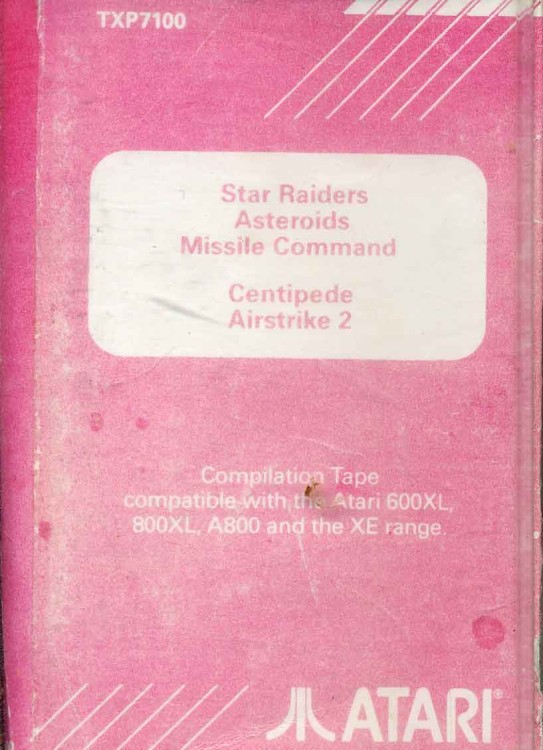 TXP7100
Star Raiders
Asteroids
Missile Command
Centipede
Airstrike 2
Compilation Tape
compatible with the Atari 600XL,
800XL, A800 and the XE range.
ATARI®